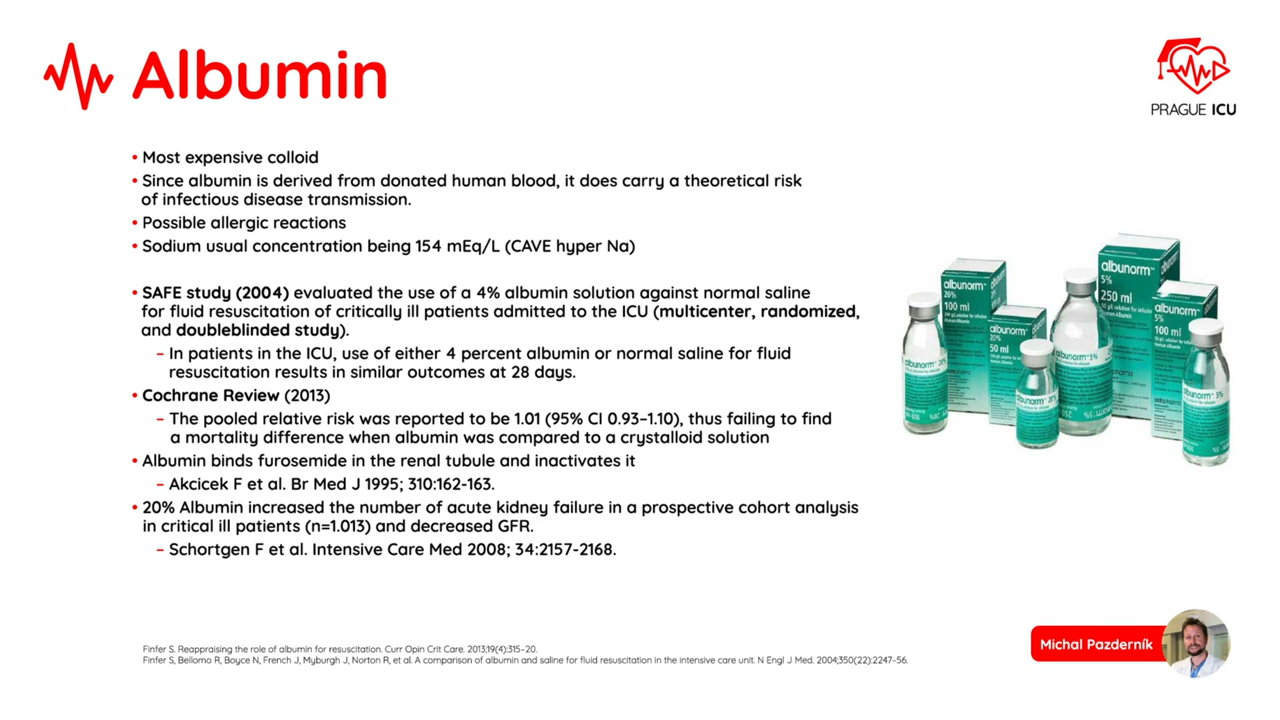 Albumin
PRAGUE ICU
• Most expensive colloid
• Since albumin is derived from donated human blood, it does carry a theoretical risk
of infectious disease transmission.
• Possible allergic reactions
• Sodium usual concentration being 154 mEq/L (CAVE hyper Na)
• SAFE study (2004) evaluated the use of a 4% albumin solution against normal saline
for fluid resuscitation of critically ill patients admitted to the ICU (multicenter, randomized,
and doubleblinded study).
– In patients in the ICU, use of either 4 percent albumin or normal saline for fluid
resuscitation results in similar outcomes at 28 days.
• Cochrane Review (2013)
– The pooled relative risk was reported to be 1.01 (95% CI 0.93–1.10), thus failing to find
a mortality difference when albumin was compared to a crystalloid solution
• Albumin binds furosemide in the renal tubule and inactivates it
– Akcicek F et al. Br Med J 1995; 310:162-163.
• 20% Albumin increased the number of acute kidney failure in a prospective cohort analysis
in critical ill patients (n=1.013) and decreased GFR.
– Schortgen F et al. Intensive Care Med 2008; 34:2157-2168.
albunorm™
20%
100 ml
albunorm™
20%
50 ml
albunorm™
5%
250 ml
albunorm™
5%
100 ml
albunorm™ 5%
Michal Pazderník
Finfer S. Reappraising the role of albumin for resuscitation. Curr Opin Crit Care. 2013;19(4):315–20.
Finfer S, Bellomo R, Boyce N, French J, Myburgh J, Norton R, et al. A comparison of albumin and saline for fluid resuscitation in the intensive care unit. N Engl J Med. 2004;350(22):2247–56.